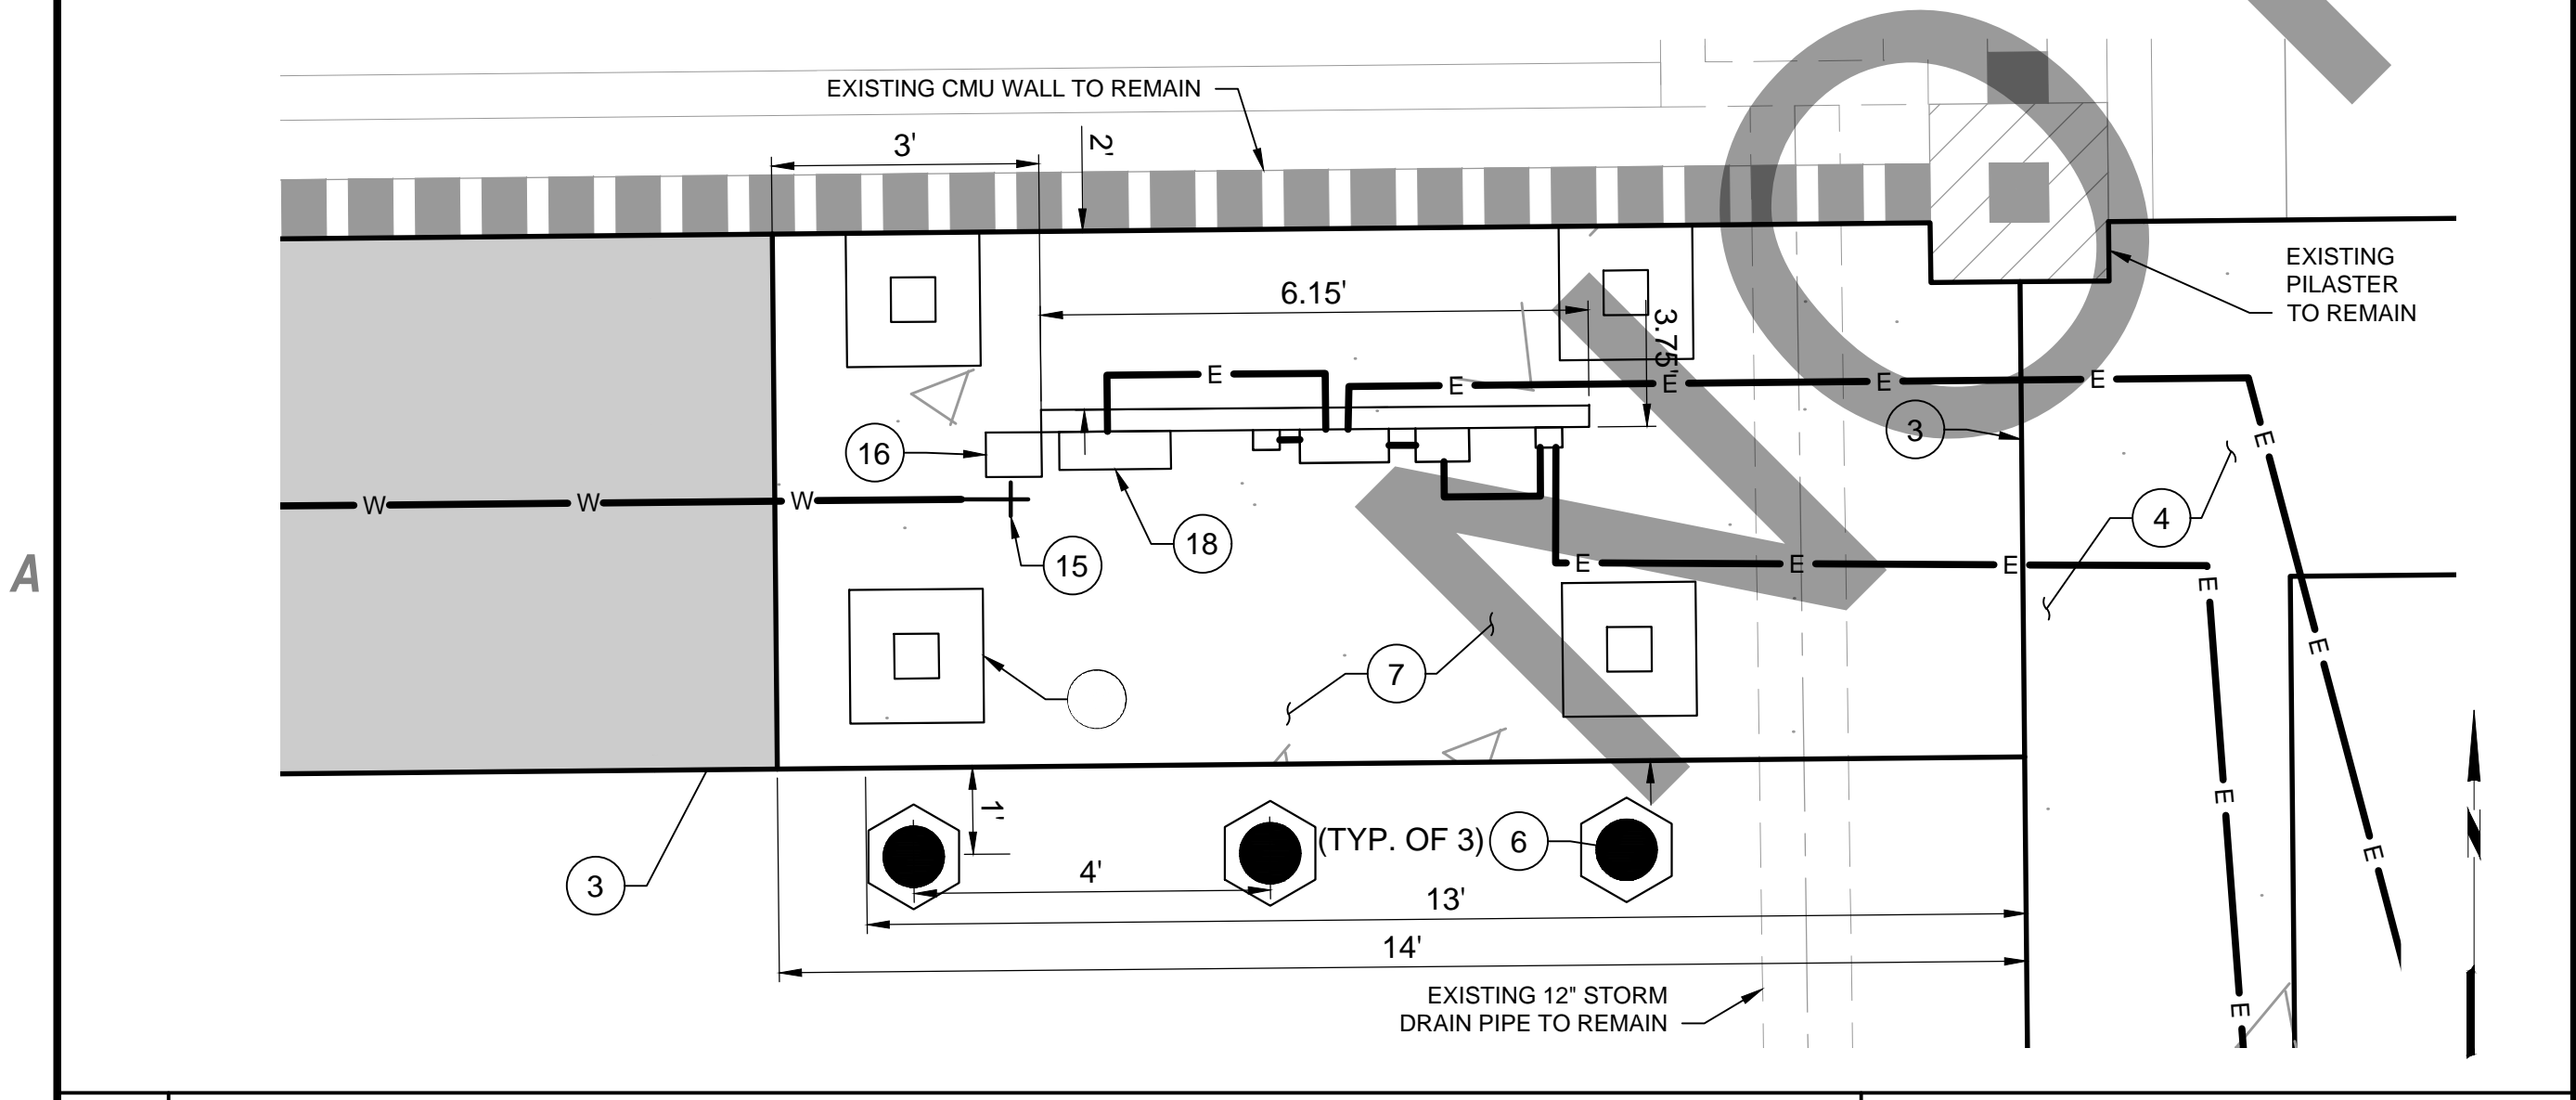 EXISTING CMU WALL TO REMAIN
3'
2'
EXISTING
PILASTER
TO REMAIN
6.15'
3.75'
E
E
E
E
E
3
16
W
W
W
18
15
4
E
E
E
E
E
E
7
E
A
(TYP. OF 3)
6
1'
4'
3
13'
14'
E
E
E
N
EXISTING 12" STORM
DRAIN PIPE TO REMAIN